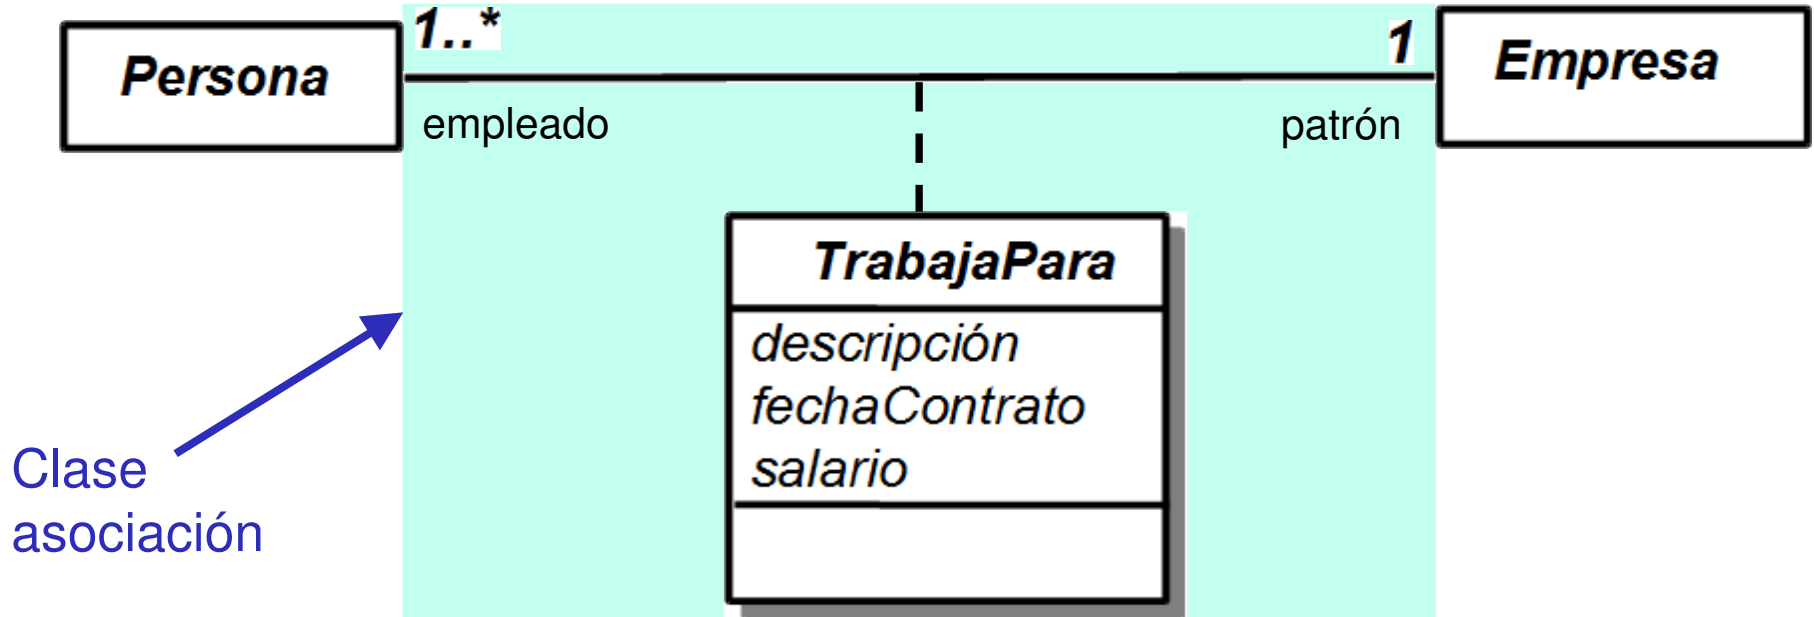 Persona
1..*
1
Empresa
empleado
patrón
TrabajaPara
descripción
fechaContrato
salario
Clase
asociación